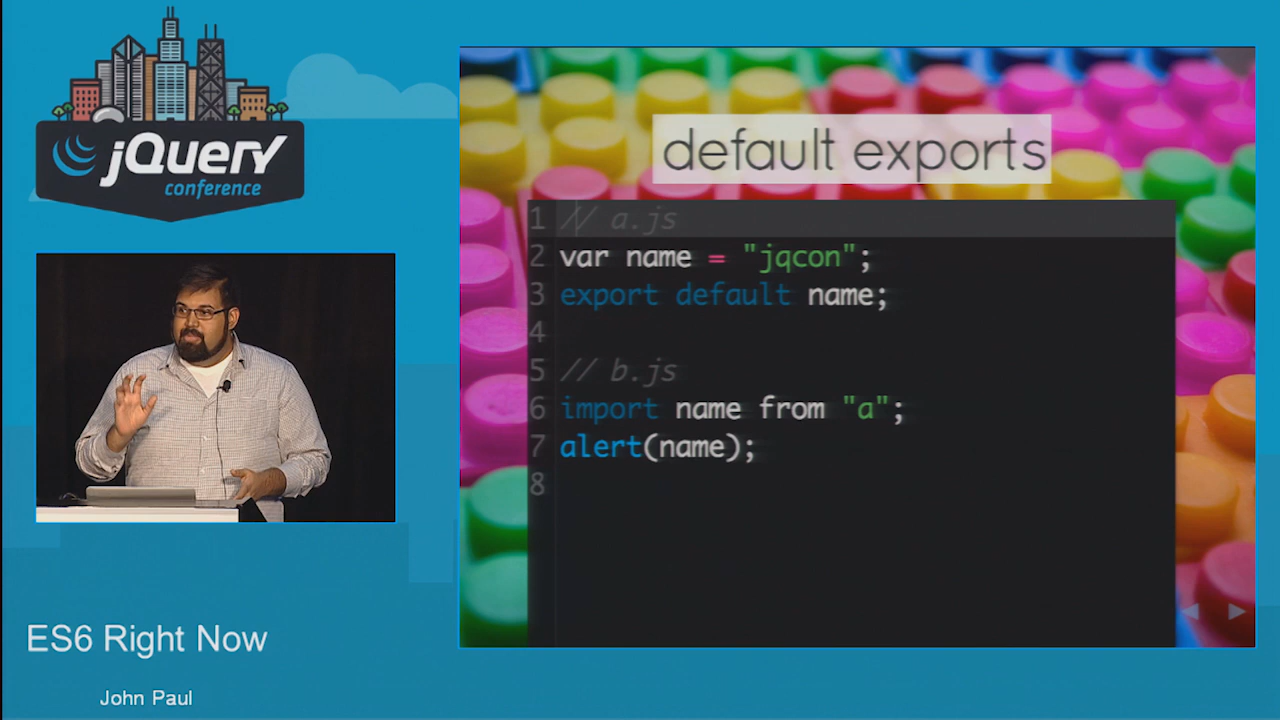 jQuery
conference
default exports
1 // a.js
2 var name = "jqcon";
3 export default name;
4
5 // b.js
6 import name from "a";
7 alert(name);
8
ES6 Right Now
John Paul